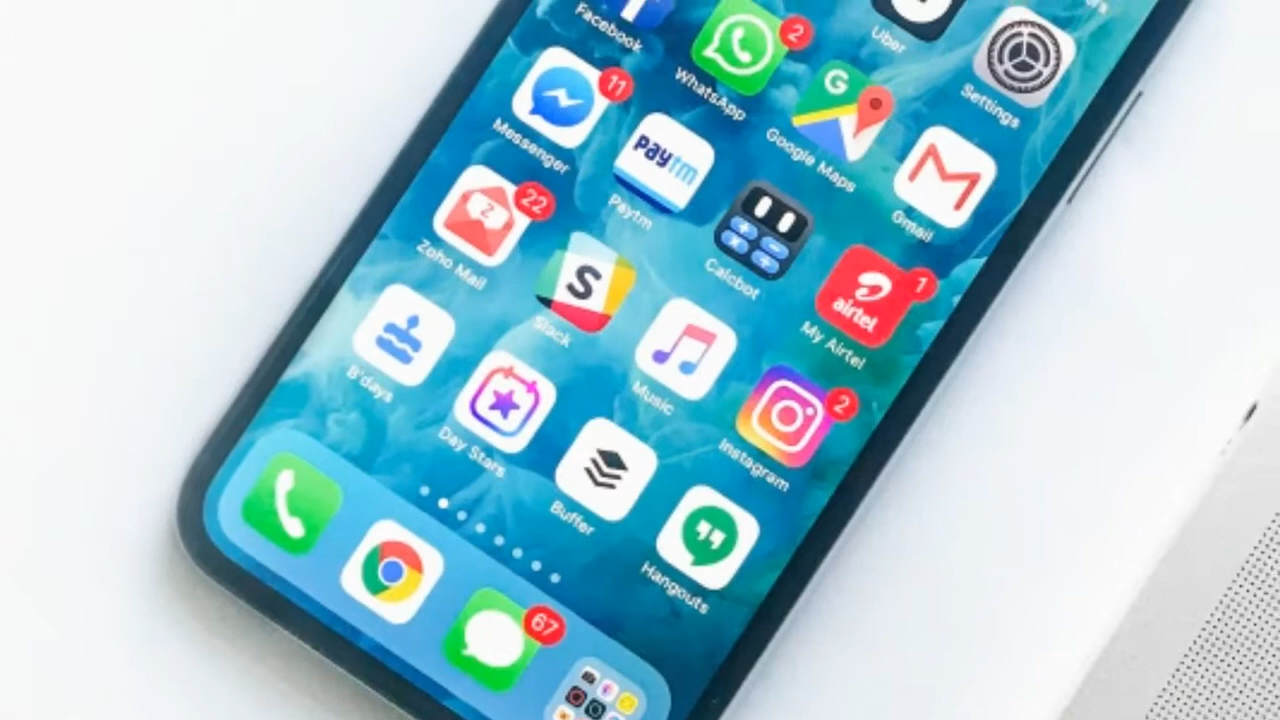 Facebook
WhatsApp
2
Uber
Settings
Messenger
11
Paytm
paytm
Google Maps
G
Gmail
Zoho Mail
Z
22
Slack
S
Calcbot
My Airtel
airtel
1
B'days
Day Stars
Music
Instagram
2
Buffer
Hangouts
67